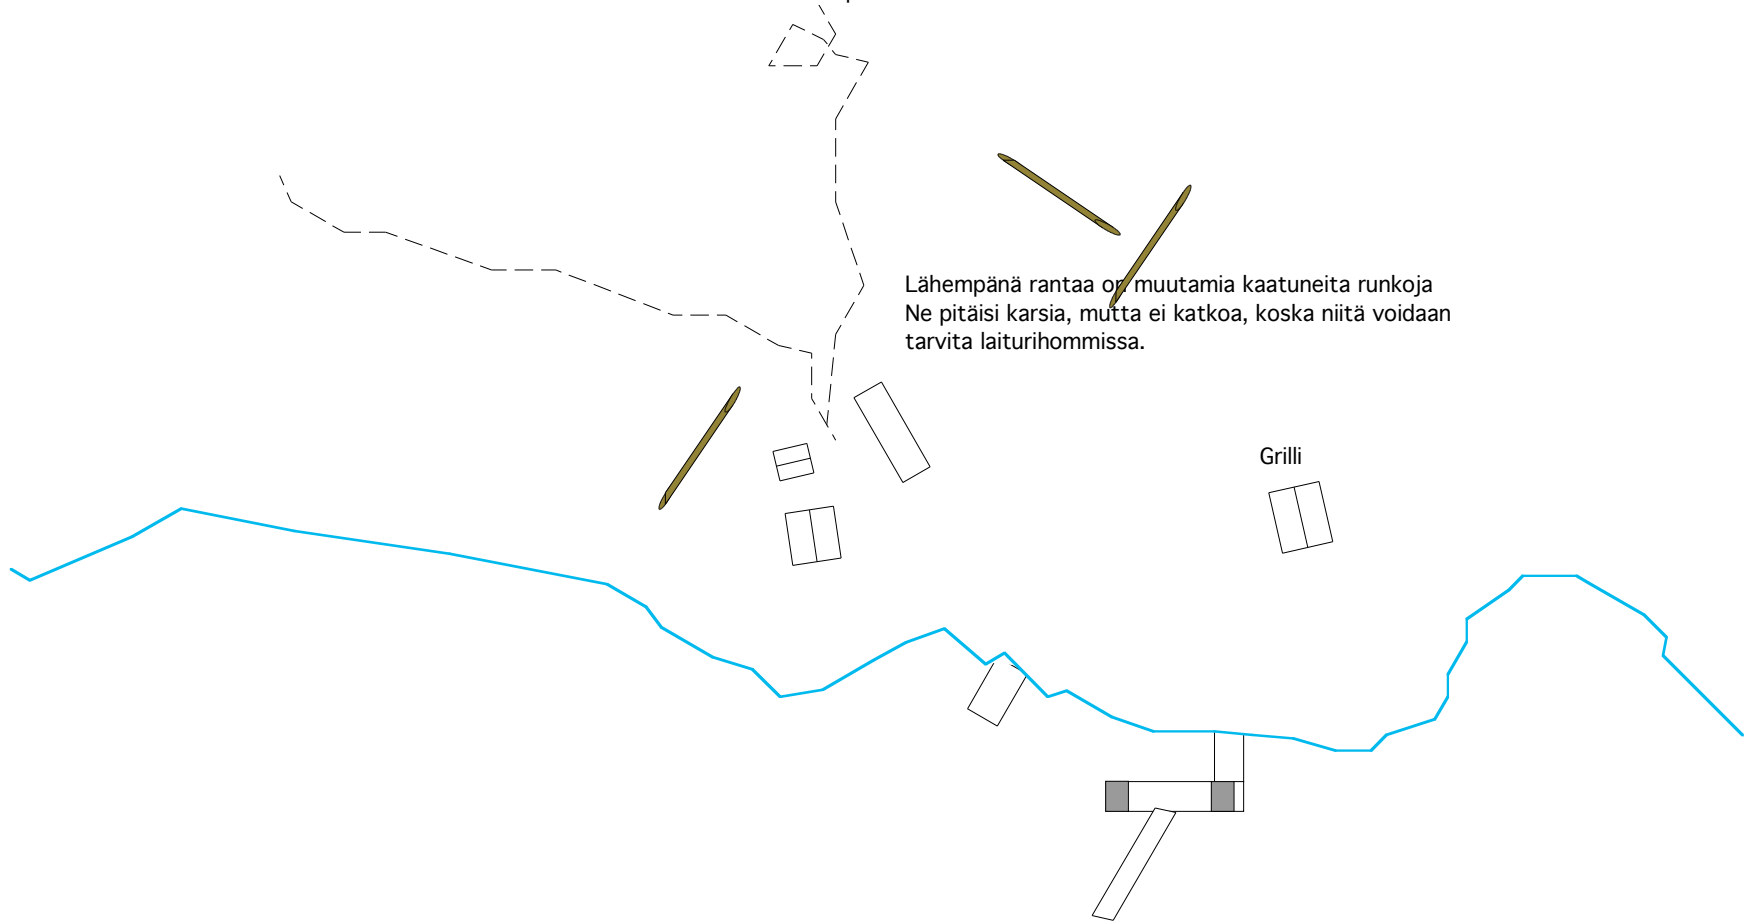 Lähempänä rantaa on muutamia kaatuneita runkoja
Ne pitäisi karsia, mutta ei katkoa, koska niitä voidaan
tarvita laiturihommissa.
Grilli